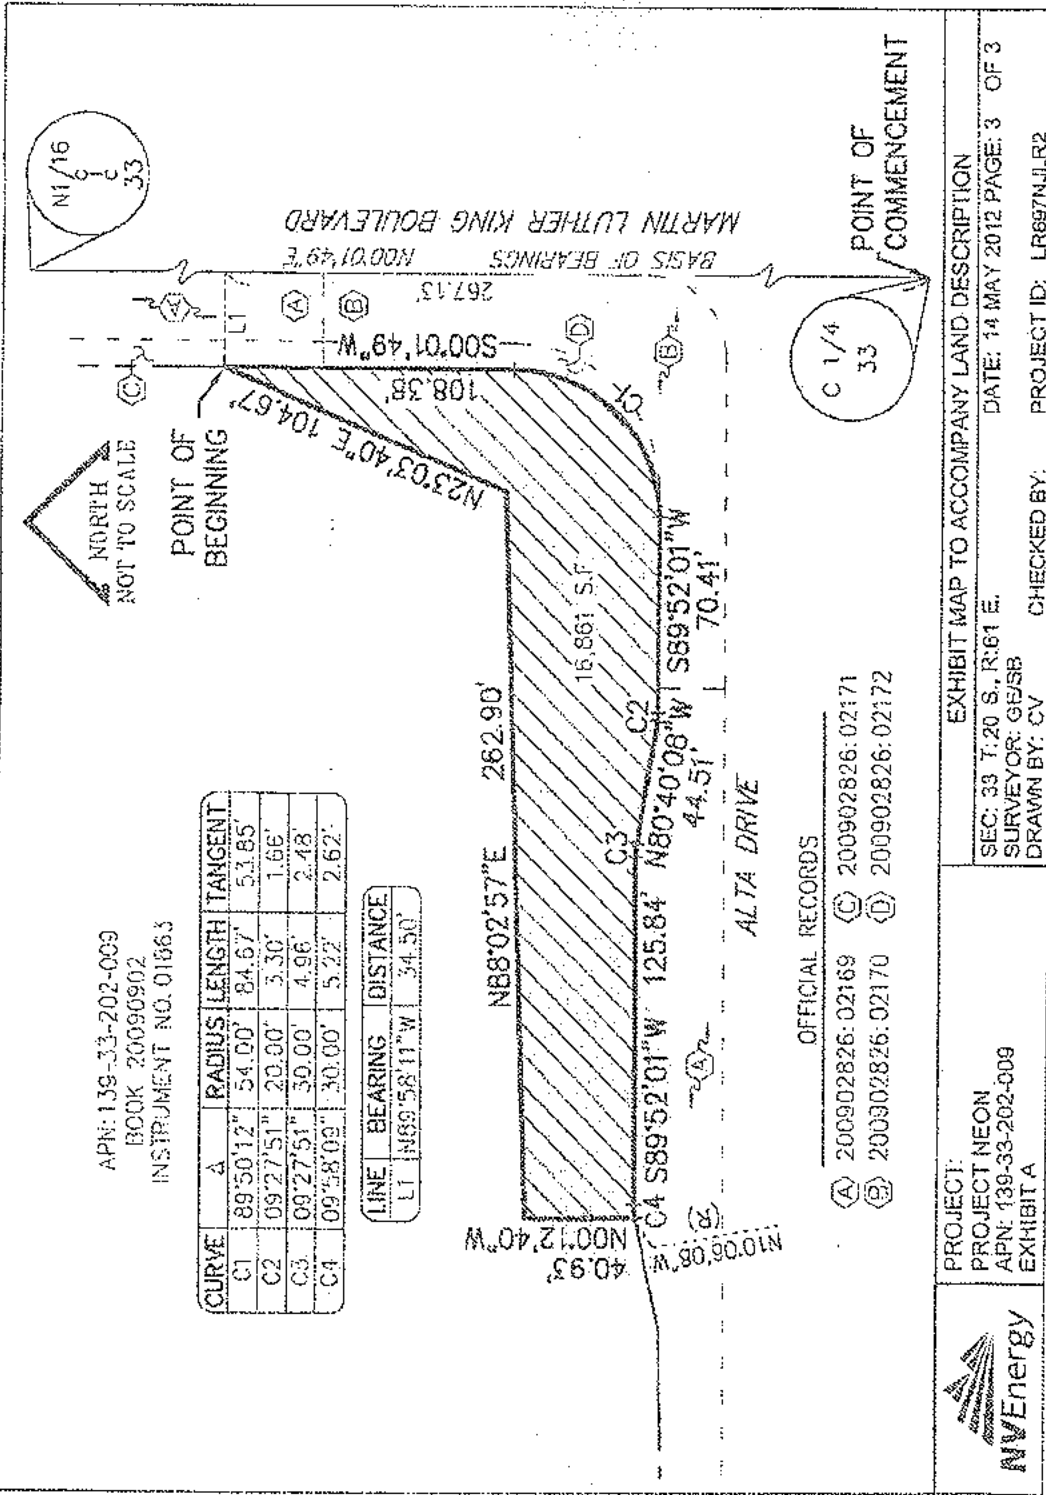 APN: 139-33-202-009
BOOK 20090902
INSTRUMENT NO. 01663
NORTH
NOT TO SCALE
N1/16
C
C
33
CURVE Δ RADIUS LENGTH TANGENT
C1 89°50'12" 54.00' 84.67' 53.85'
C2 09°27'51" 20.00' 3.30' 1.66'
C3 09°27'51" 30.00' 4.96' 2.48'
C4 09°58'09" 30.00' 5.22' 2.62'
LINE BEARING DISTANCE
L1 N89°58'11"W 34.50'
POINT OF
BEGINNING
C
A
L1
A
B
N23°03'40"E 104.67'
S00°01'49"W
108.38'
267.13'
BASIS OF BEARINGS N00°01'49"E
MARTIN LUTHER KING BOULEVARD
N88°02'57"E 262.90'
16,861 S.F.
D
C1
B
N00°12'40"W
40.93'
C4 S89°52'01"W 125.84'
C3
N80°40'08"W
44.51'
C2
S89°52'01"W
70.41'
N10°06'08"W (R)
A
ALTA DRIVE
C 1/4
33
POINT OF
COMMENCEMENT
OFFICIAL RECORDS
A 200902826:02169 C 200902826:02171
B 200902826:02170 D 200902826:02172
NVEnergy
PROJECT:
PROJECT NEON
APN: 139-33-202-009
EXHIBIT A
EXHIBIT MAP TO ACCOMPANY LAND DESCRIPTION
SEC: 33 T:20 S., R:61 E. DATE: 14 MAY 2012 PAGE: 3 OF 3
SURVEYOR: GE/SB
DRAWN BY: CV CHECKED BY: PROJECT ID: LR897NJLR2